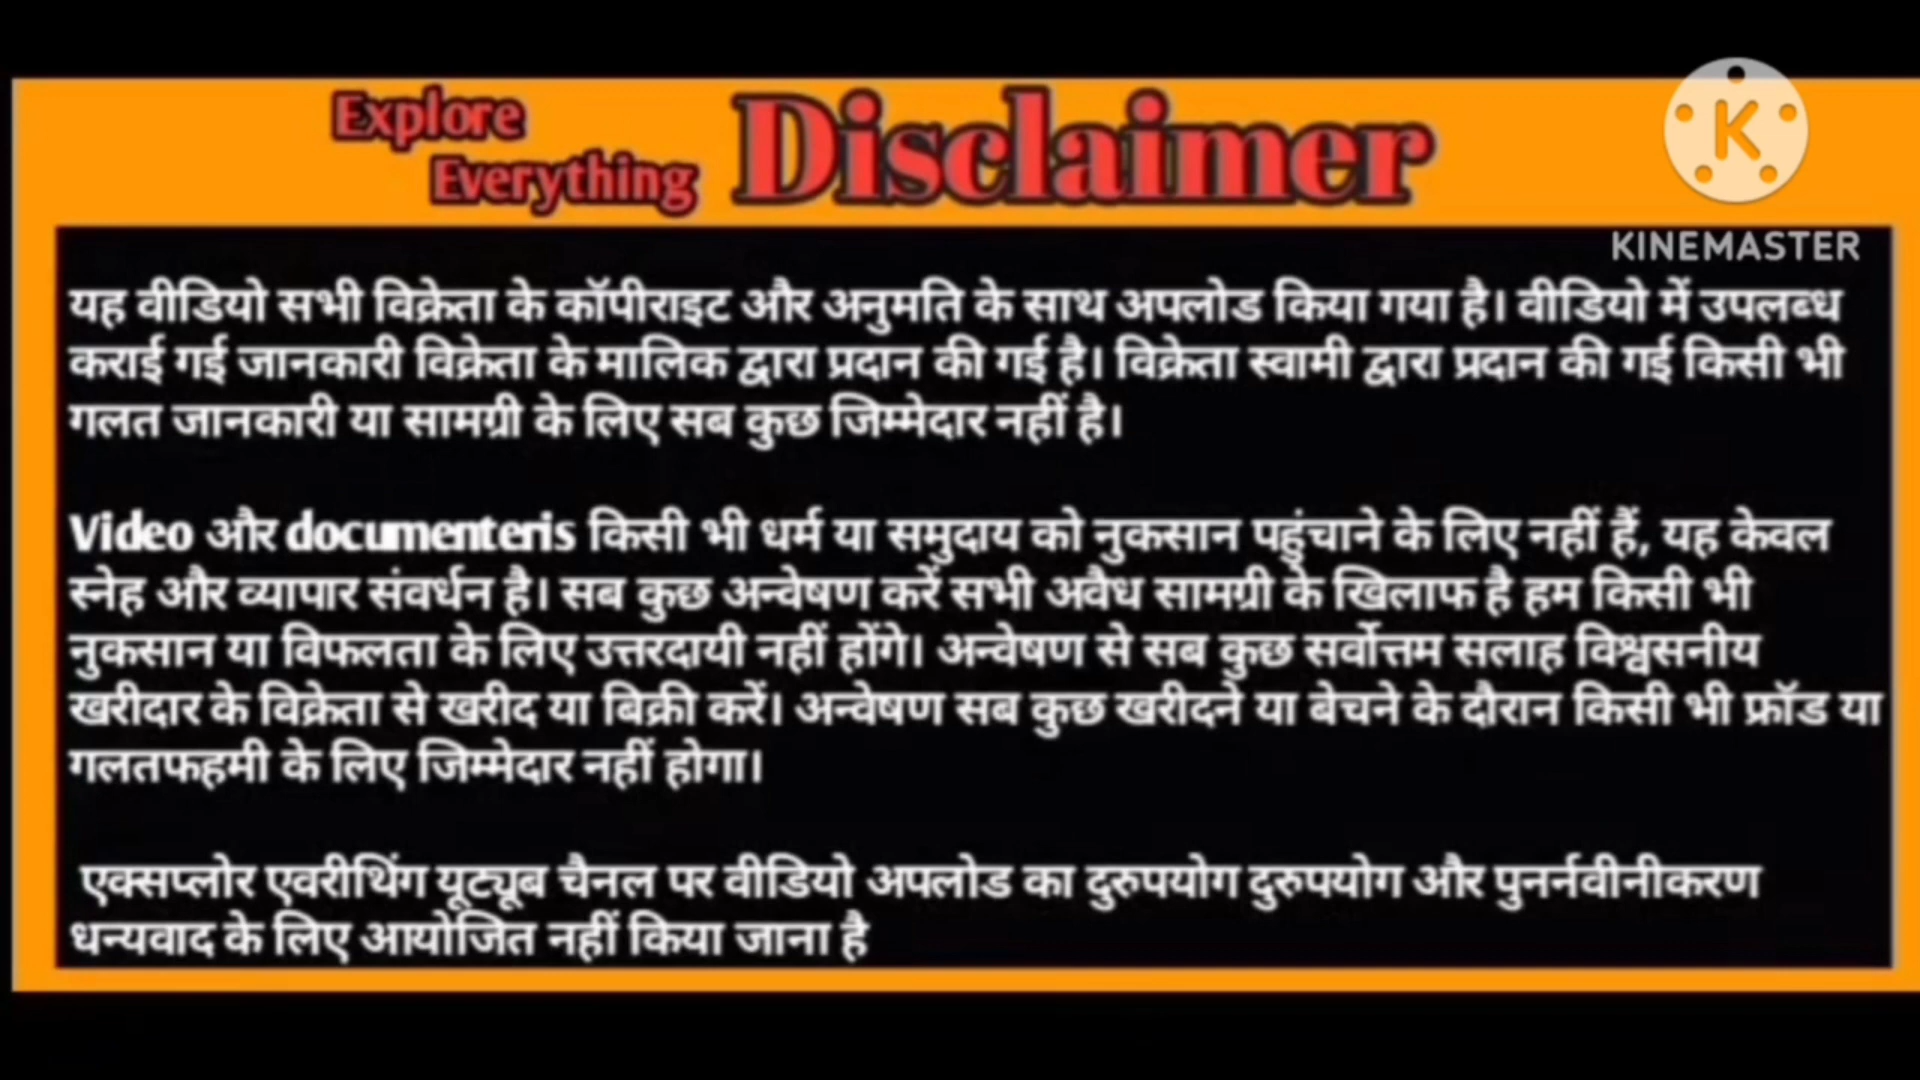 Explore
Everything
Disclaimer
KINEMASTER
यह वीडियो सभी विक्रेता के कॉपीराइट और अनुमति के साथ अपलोड किया गया है। वीडियो में उपलब्ध
कराई गई जानकारी विक्रेता के मालिक द्वारा प्रदान की गई है। विक्रेता स्वामी द्वारा प्रदान की गई किसी भी
गलत जानकारी या सामग्री के लिए सब कुछ जिम्मेदार नहीं है।
Video और documenteris किसी भी धर्म या समुदाय को नुकसान पहुंचाने के लिए नहीं हैं, यह केवल
स्नेह और व्यापार संवर्धन है। सब कुछ अन्वेषण करें सभी अवैध सामग्री के खिलाफ है हम किसी भी
नुकसान या विफलता के लिए उत्तरदायी नहीं होंगे। अन्वेषण से सब कुछ सर्वोत्तम सलाह विश्वसनीय
खरीदार के विक्रेता से खरीद या बिक्री करें। अन्वेषण सब कुछ खरीदने या बेचने के दौरान किसी भी फ्रॉड या
गलतफहमी के लिए जिम्मेदार नहीं होगा।
एक्सप्लोर एवरीथिंग यूट्यूब चैनल पर वीडियो अपलोड का दुरुपयोग दुरुपयोग और पुनर्नवीनीकरण
धन्यवाद के लिए आयोजित नहीं किया जाना है